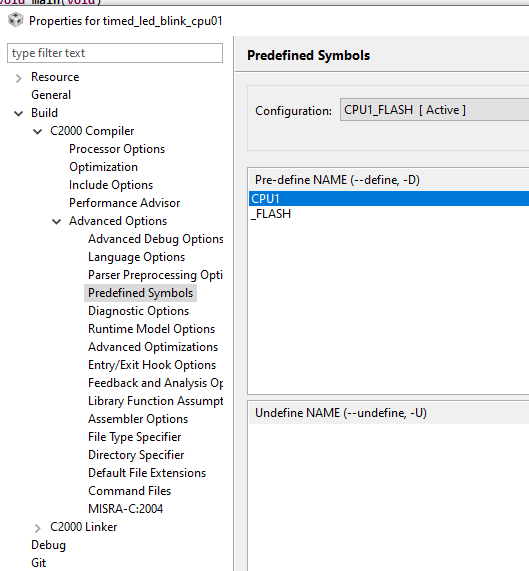 void main(void)
Properties for timed_led_blink_cpu01
type filter text
Resource
General
Build
C2000 Compiler
Processor Options
Optimization
Include Options
Performance Advisor
Advanced Options
Advanced Debug Options
Language Options
Parser Preprocessing Opti
Predefined Symbols
Diagnostic Options
Runtime Model Options
Advanced Optimizations
Entry/Exit Hook Options
Feedback and Analysis Op
Library Function Assumpt
Assembler Options
File Type Specifier
Directory Specifier
Default File Extensions
Command Files
MISRA-C:2004
C2000 Linker
Debug
Git
Predefined Symbols
Configuration: CPU1_FLASH [ Active ]
Pre-define NAME (--define, -D)
CPU1
_FLASH
Undefine NAME (--undefine, -U)